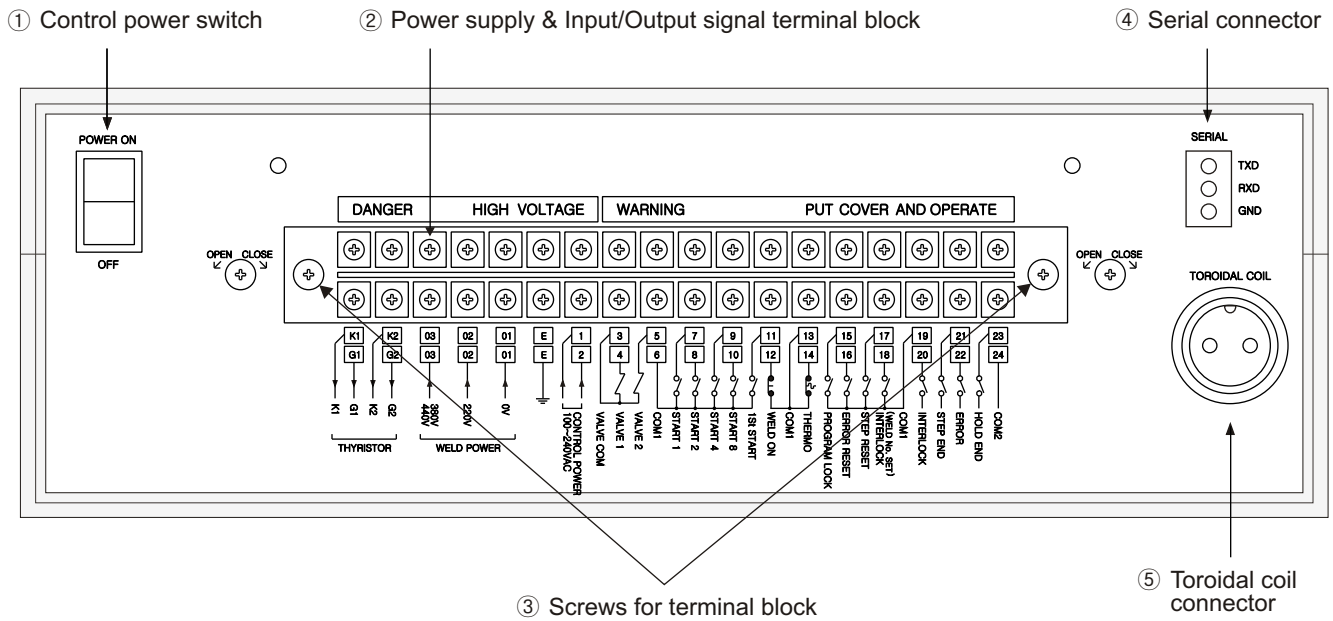 ① Control power switch
② Power supply & Input/Output signal terminal block
④ Serial connector
POWER ON
OFF
SERIAL
TXD
RXD
GND
DANGER HIGH VOLTAGE WARNING PUT COVER AND OPERATE
OPEN CLOSE
OPEN CLOSE
TOROIDAL COIL
K1 K2 03 02 01 E 1 3 5 7 9 11 13 15 17 19 21 23
G1 G2 03 02 01 E 2 4 6 8 10 12 14 16 18 20 22 24
K1
G1
K2
G2
THYRISTOR
380V
440V
220V
0V
WELD POWER
CONTROL POWER
100~240VAC
VALVE COM
VALVE 1
VALVE 2
COM1
START 1
START 2
START 4
START 8
1St START
WELD ON
COM1
THERMO
PROGRAM LOCK
ERROR RESET
STEP RESET
(WELD No. SET)
INTERLOCK
COM1
INTERLOCK
STEP END
ERROR
HOLD END
COM2
③ Screws for terminal block
⑤ Toroidal coil
connector